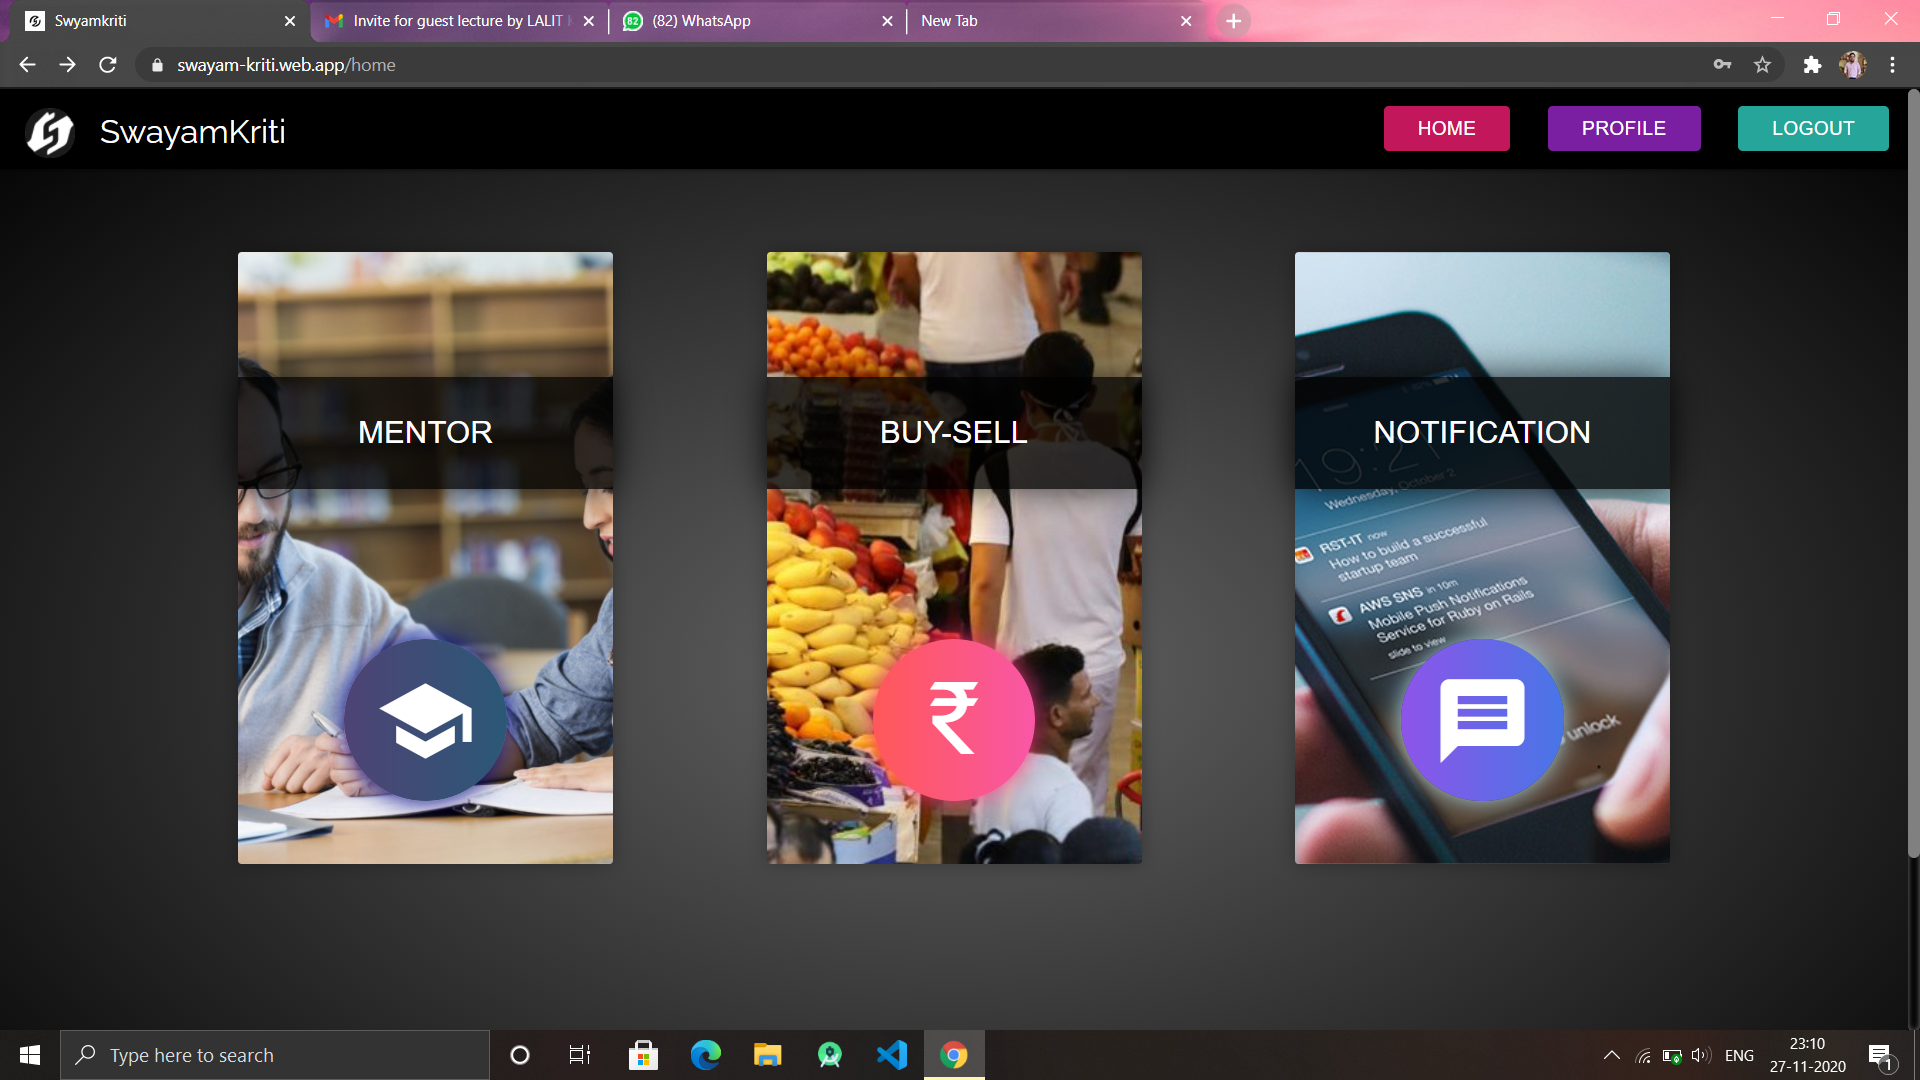 Swyamkriti
Invite for guest lecture by LALIT
(82) WhatsApp
New Tab
swayam-kriti.web.app/home
SwayamKriti
HOME
PROFILE
LOGOUT
MENTOR
BUY-SELL
NOTIFICATION
19:21
Wednesday, October 2
RST-IT now
How to build a successful
startup team
AWS SNS in 10m
Mobile Push Notifications
Service for Ruby on Rails
slide to view
unlock
Type here to search
ENG
23:10
27-11-2020
1